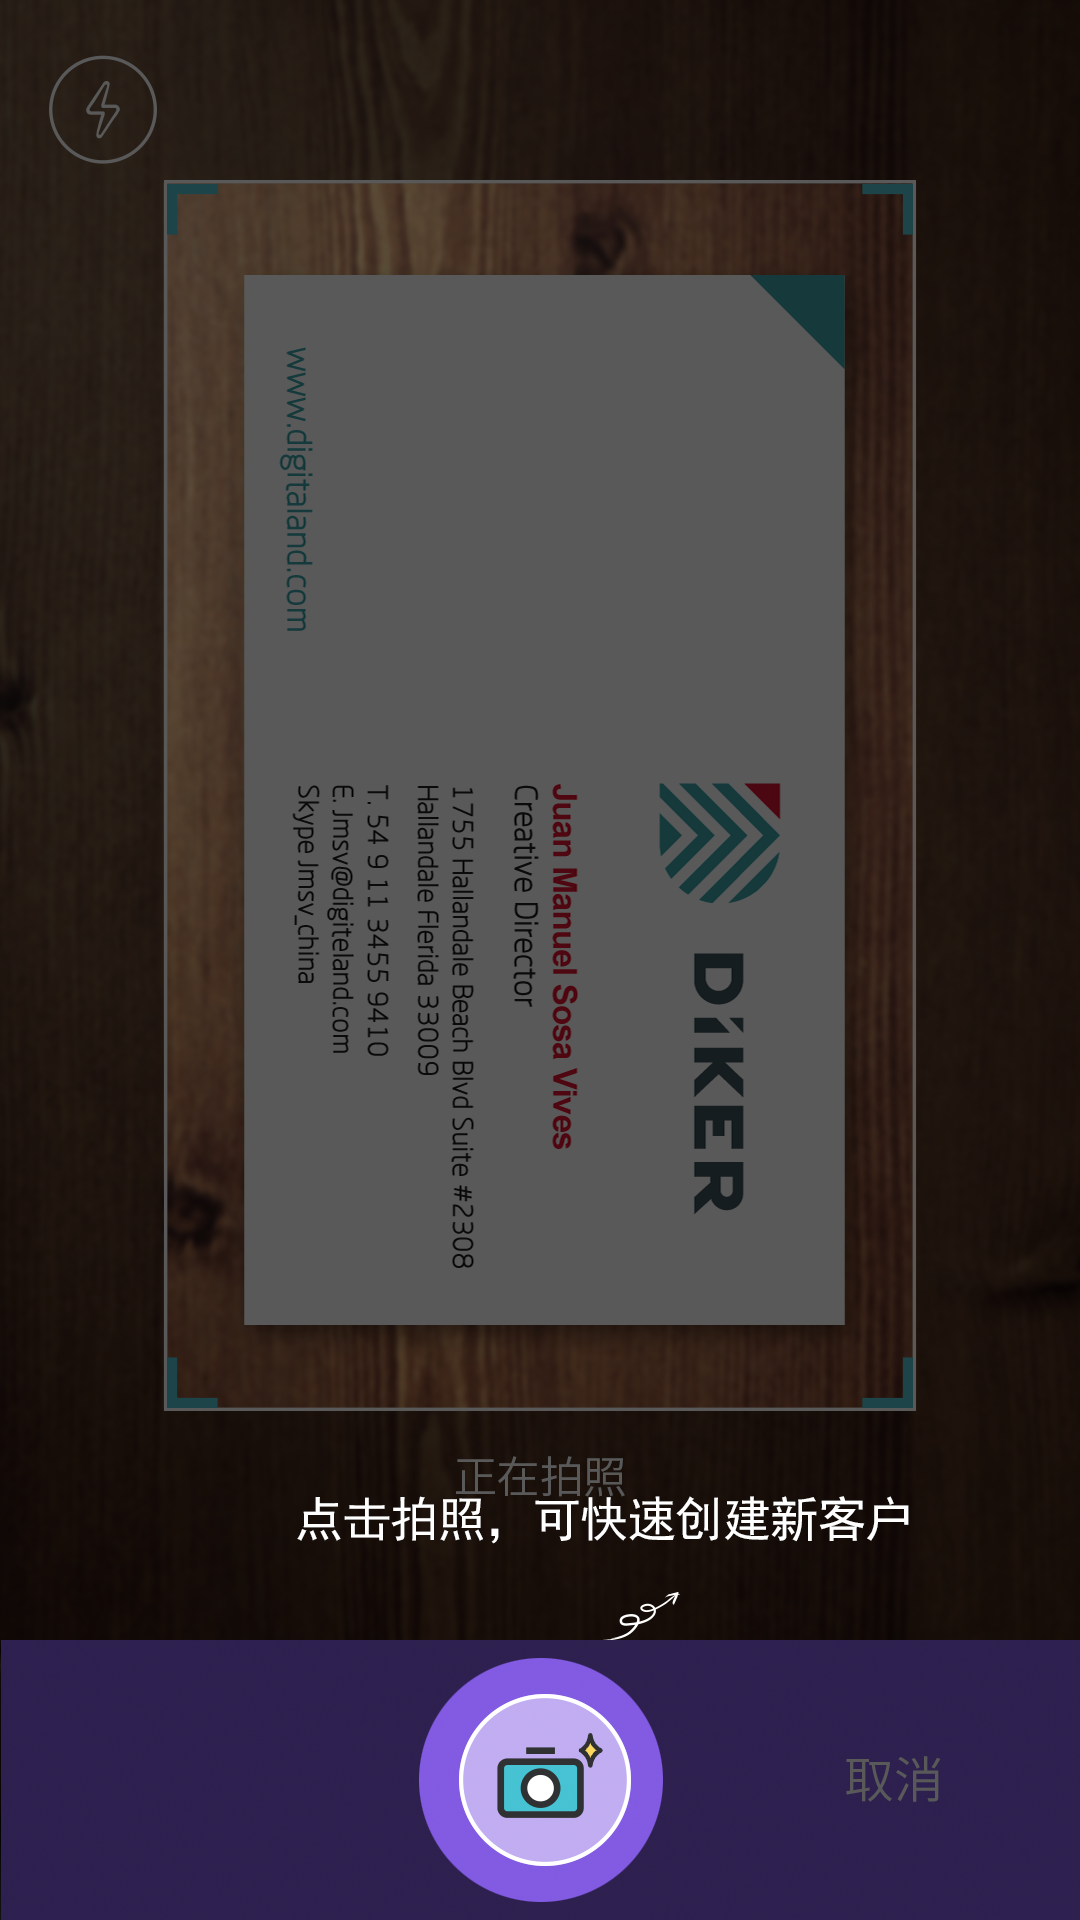 DIKER
Juan Manuel Sosa Vives
Creative Director
1755 Hallandale Beach Blvd Suite #2308
Hallandale Flerida 33009
T. 54 9 11 3455 9410
E. Jmsv@digiteland.com
Skype Jmsv_china
www.digitaland.com
正在拍照
点击拍照，可快速创建新客户
取消